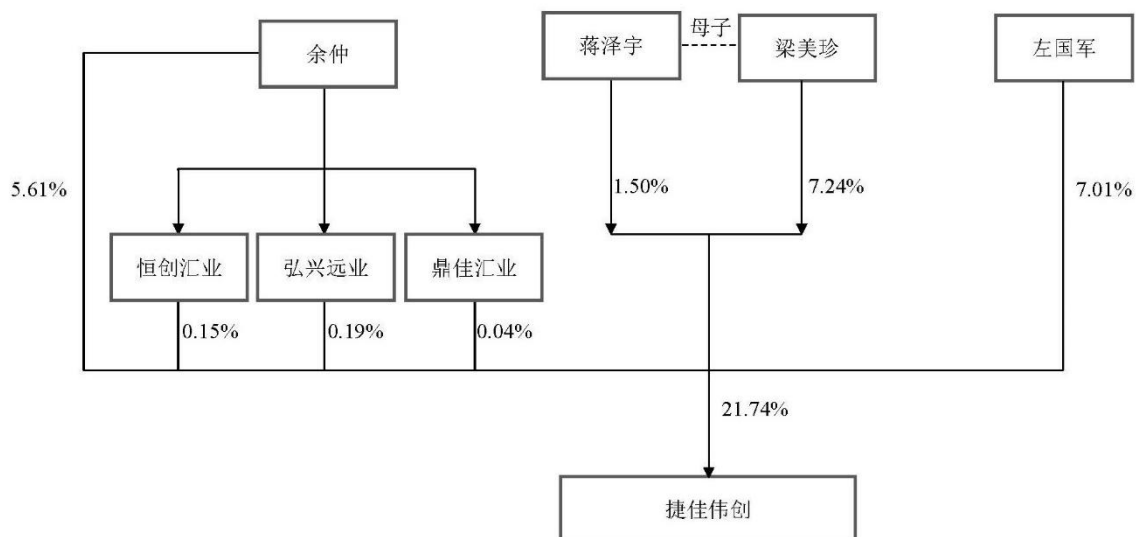 母子
余仲
蒋泽宇
梁美珍
左国军
5.61%
1.50%
7.24%
7.01%
恒创汇业
弘兴远业
鼎佳汇业
0.15%
0.19%
0.04%
21.74%
捷佳伟创